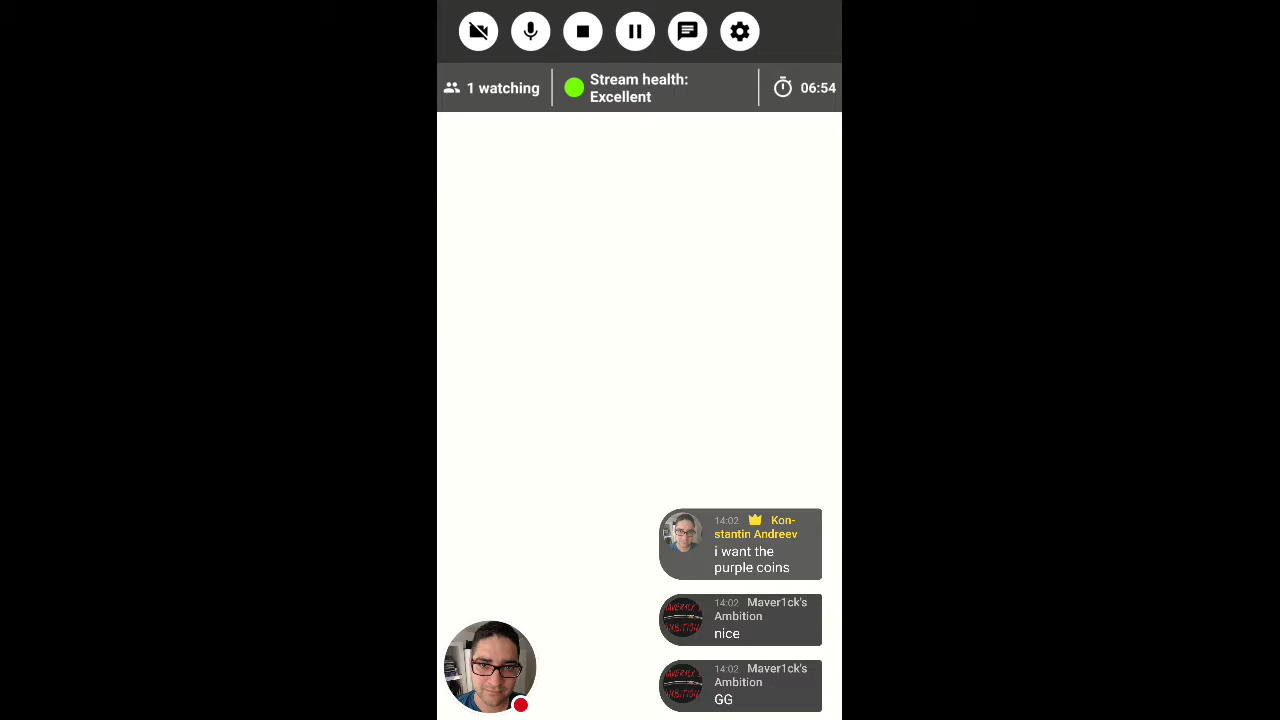 1 watching
Stream health:
Excellent
06:54
14:02 Kon-
stantin Andreev
i want the
purple coins
14:02 Maver1ck's
Ambition
nice
14:02 Maver1ck's
Ambition
GG